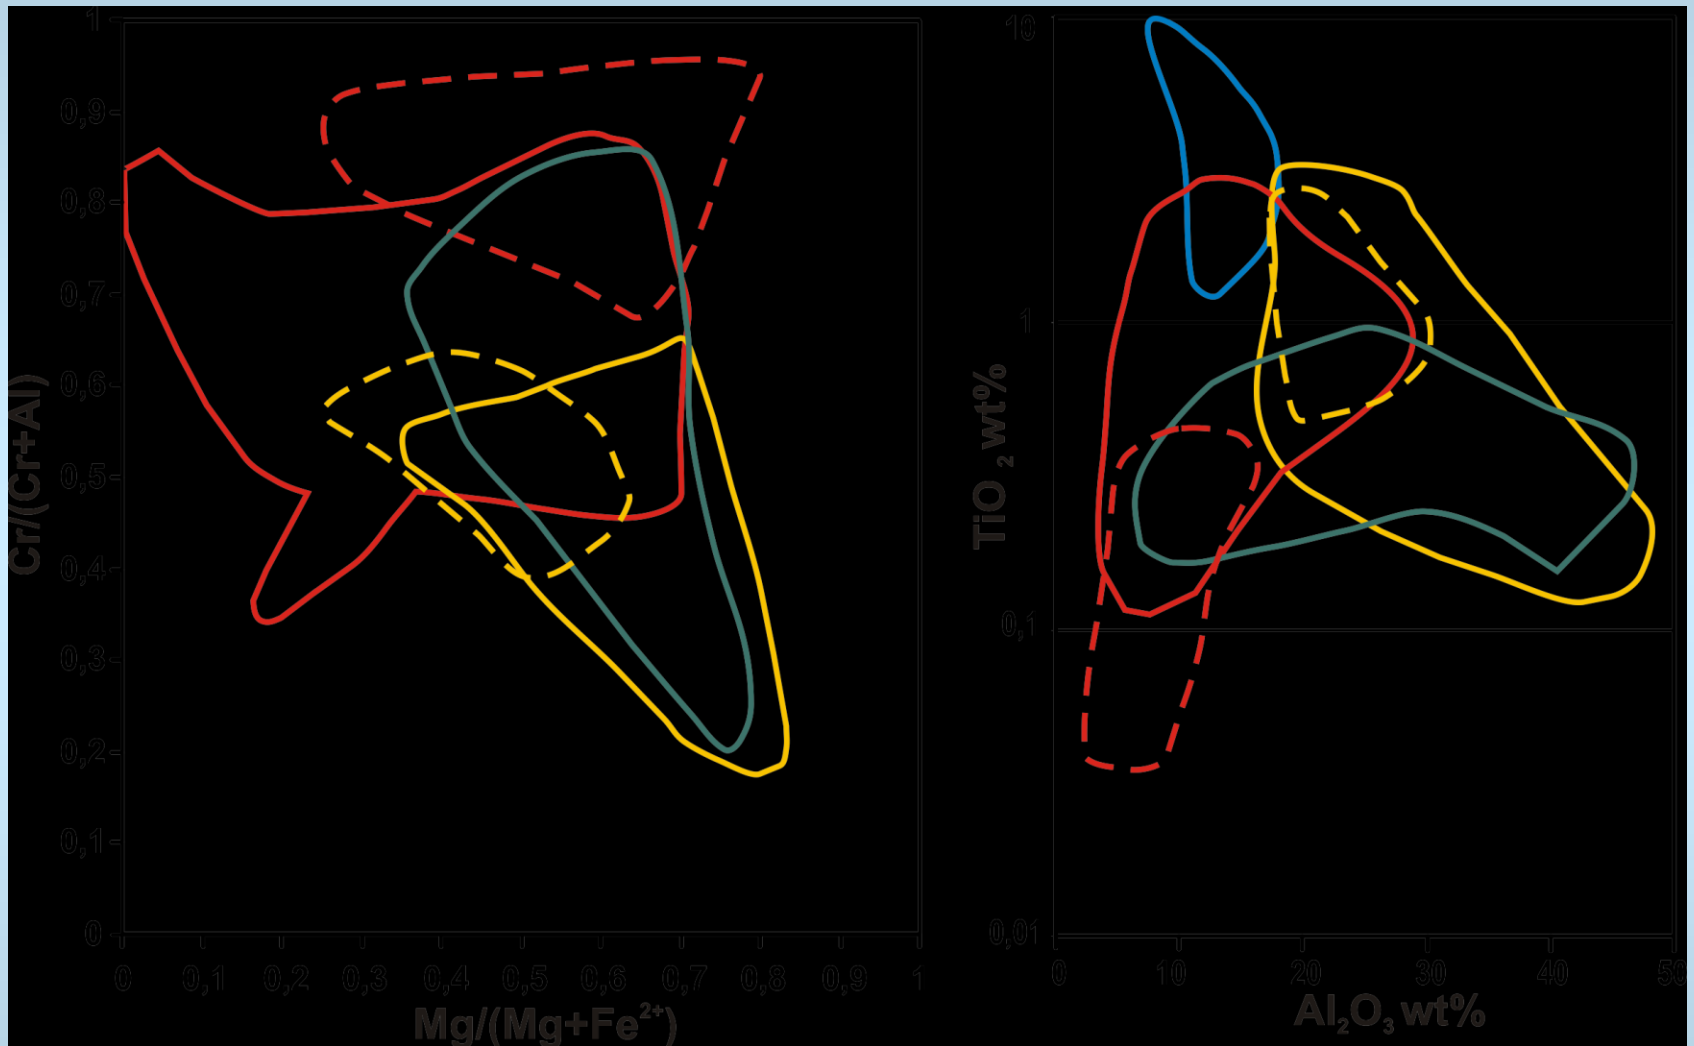 1
0,9
0,8
0,7
0,6
0,5
0,4
0,3
0,2
0,1
0
Cr/(Cr+Al)
0 0,1 0,2 0,3 0,4 0,5 0,6 0,7 0,8 0,9 1
Mg/(Mg+Fe²⁺)
10
1
0,1
0,01
TiO₂ wt%
0 10 20 30 40 50
Al₂O₃ wt%